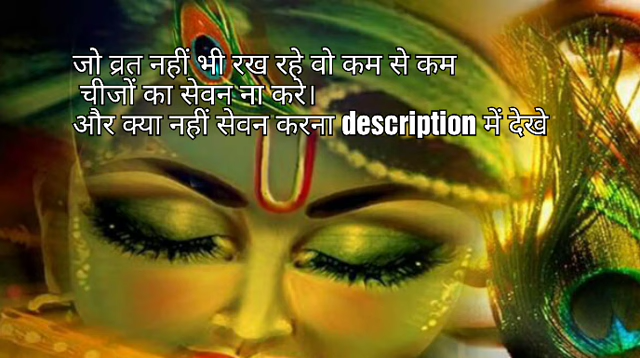 जो व्रत नहीं भी रख रहे वो कम से कम
चीजों का सेवन ना करे।
और क्या नहीं सेवन करना description में देखे